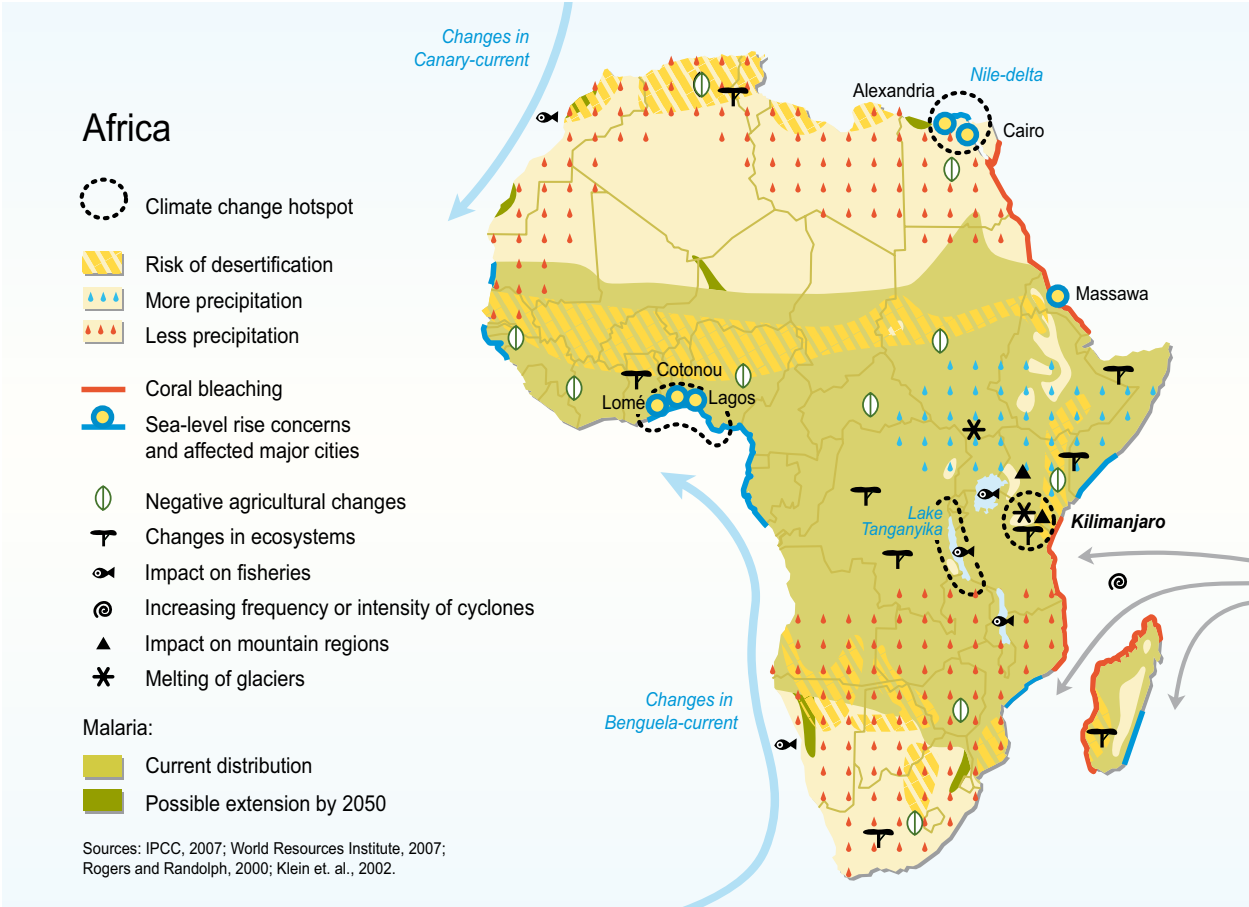 Africa
Climate change hotspot
Risk of desertification
More precipitation
Less precipitation
Coral bleaching
Sea-level rise concerns
and affected major cities
Negative agricultural changes
Changes in ecosystems
Impact on fisheries
Increasing frequency or intensity of cyclones
Impact on mountain regions
Melting of glaciers
Malaria:
Current distribution
Possible extension by 2050
Sources: IPCC, 2007; World Resources Institute, 2007;
Rogers and Randolph, 2000; Klein et. al., 2002.
Changes in
Canary-current
Nile-delta
Alexandria
Cairo
Massawa
Cotonou
Lomé
Lagos
Lake
Tanganyika
Kilimanjaro
Changes in
Benguela-current